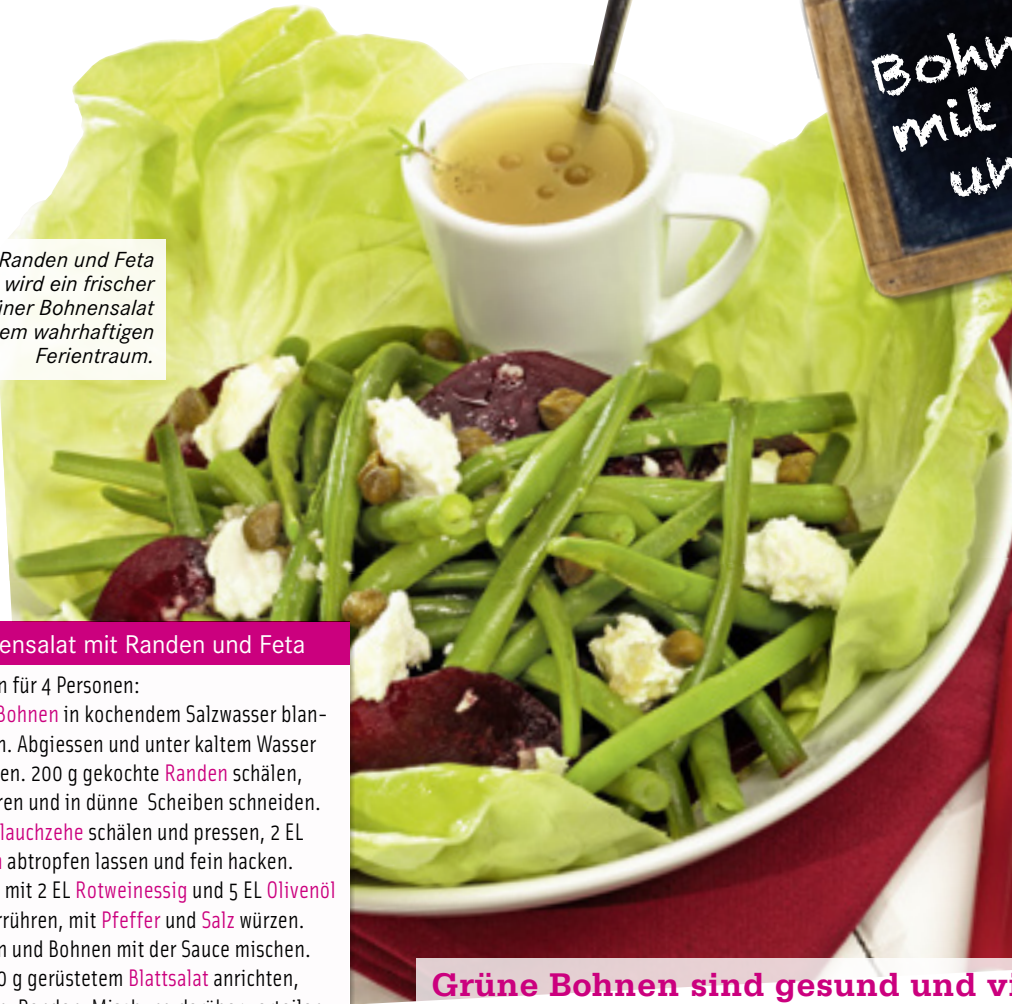 Bohn
mit
un
Randen und Feta
wird ein frischer
iner Bohnensalat
em wahrhaftigen
Ferientraum.
ensalat mit Randen und Feta
n für 4 Personen:
Bohnen in kochendem Salzwasser blan-
n. Abgiessen und unter kaltem Wasser
en. 200 g gekochte Randen schälen,
ren und in dünne Scheiben schneiden.
lauchzehe schälen und pressen, 2 EL
abtropfen lassen und fein hacken.
mit 2 EL Rotweinessig und 5 EL Olivenöl
rrühren, mit Pfeffer und Salz würzen.
n und Bohnen mit der Sauce mischen.
0 g gerüstetem Blattsalat anrichten,
Grüne Bohnen sind gesund und vi